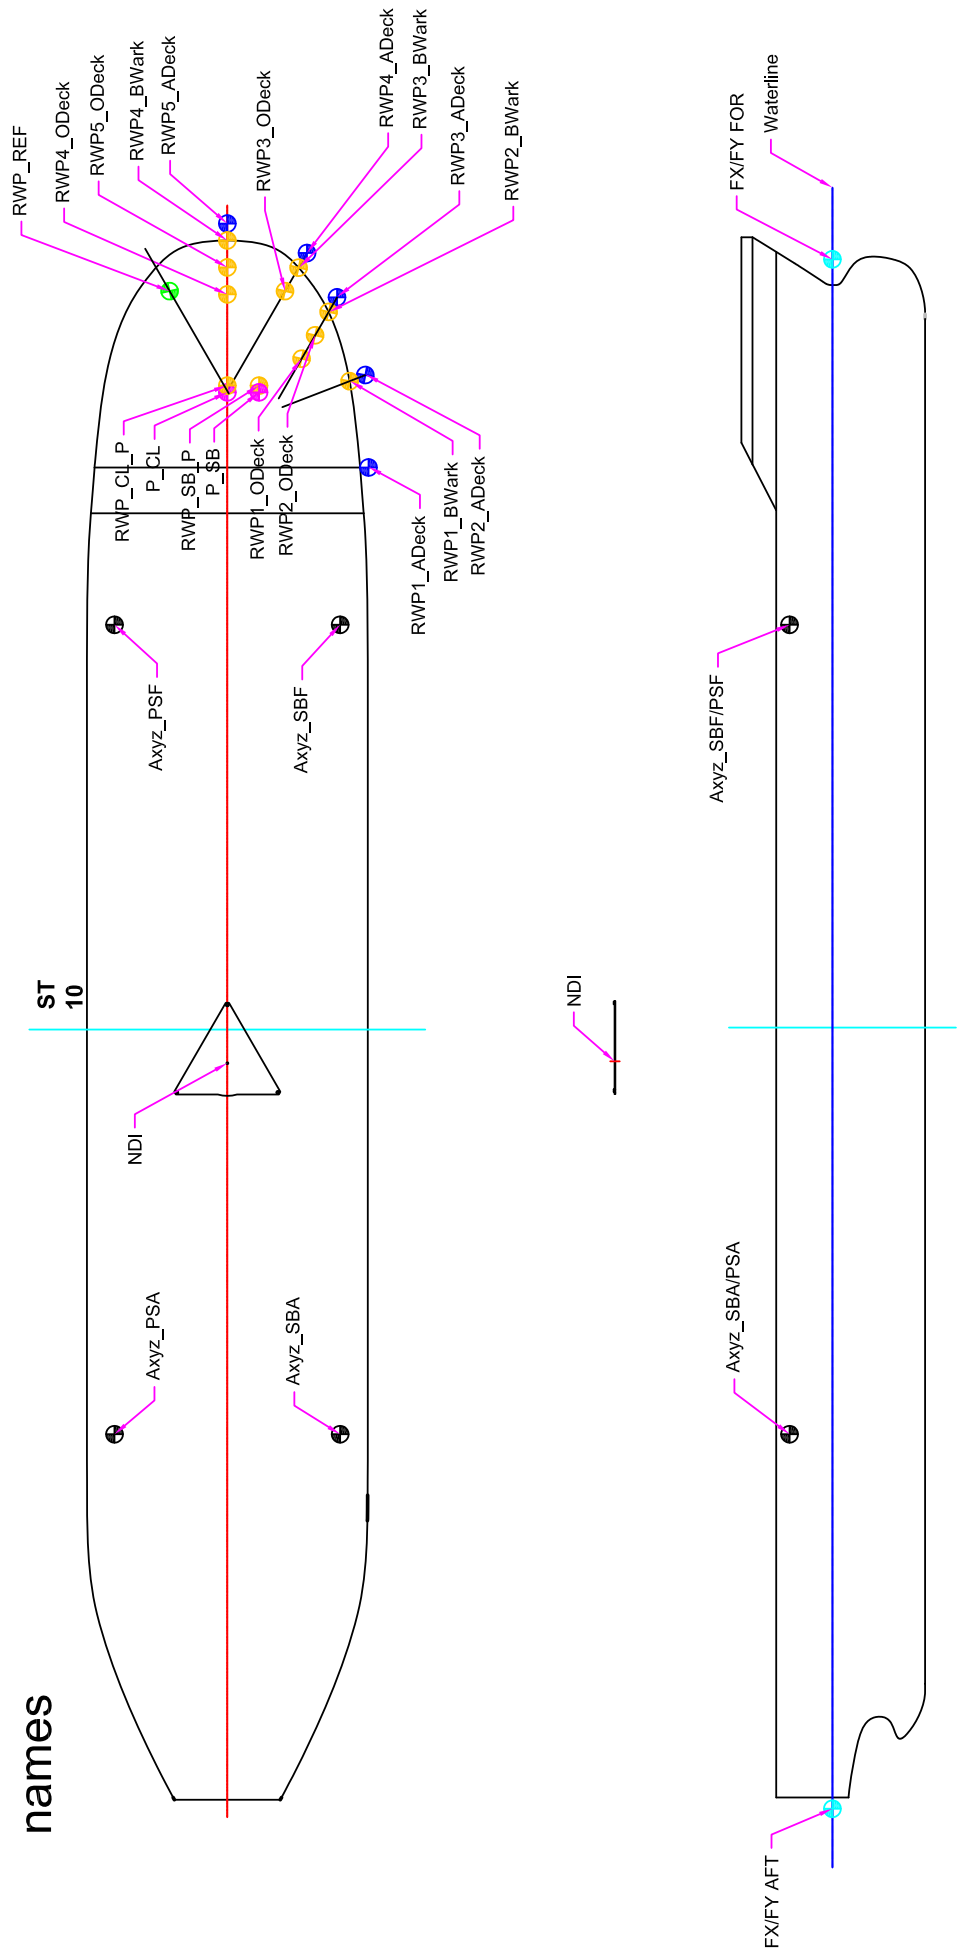 names
RWP_REF
RWP4_ODeck
RWP5_ODeck
RWP4_BWark
RWP5_ADeck
RWP3_ODeck
RWP4_ADeck
RWP3_BWark
RWP3_ADeck
RWP2_BWark
RWP_CL_P
P_CL
RWP_SB_P
P_SB
RWP1_ODeck
RWP2_ODeck
RWP1_ADeck
RWP1_BWark
RWP2_ADeck
Axyz_PSF
Axyz_SBF
ST
10
NDI
Axyz_PSA
Axyz_SBA
NDI
Waterline
FX/FY FOR
Axyz_SBF/PSF
Axyz_SBA/PSA
FX/FY AFT